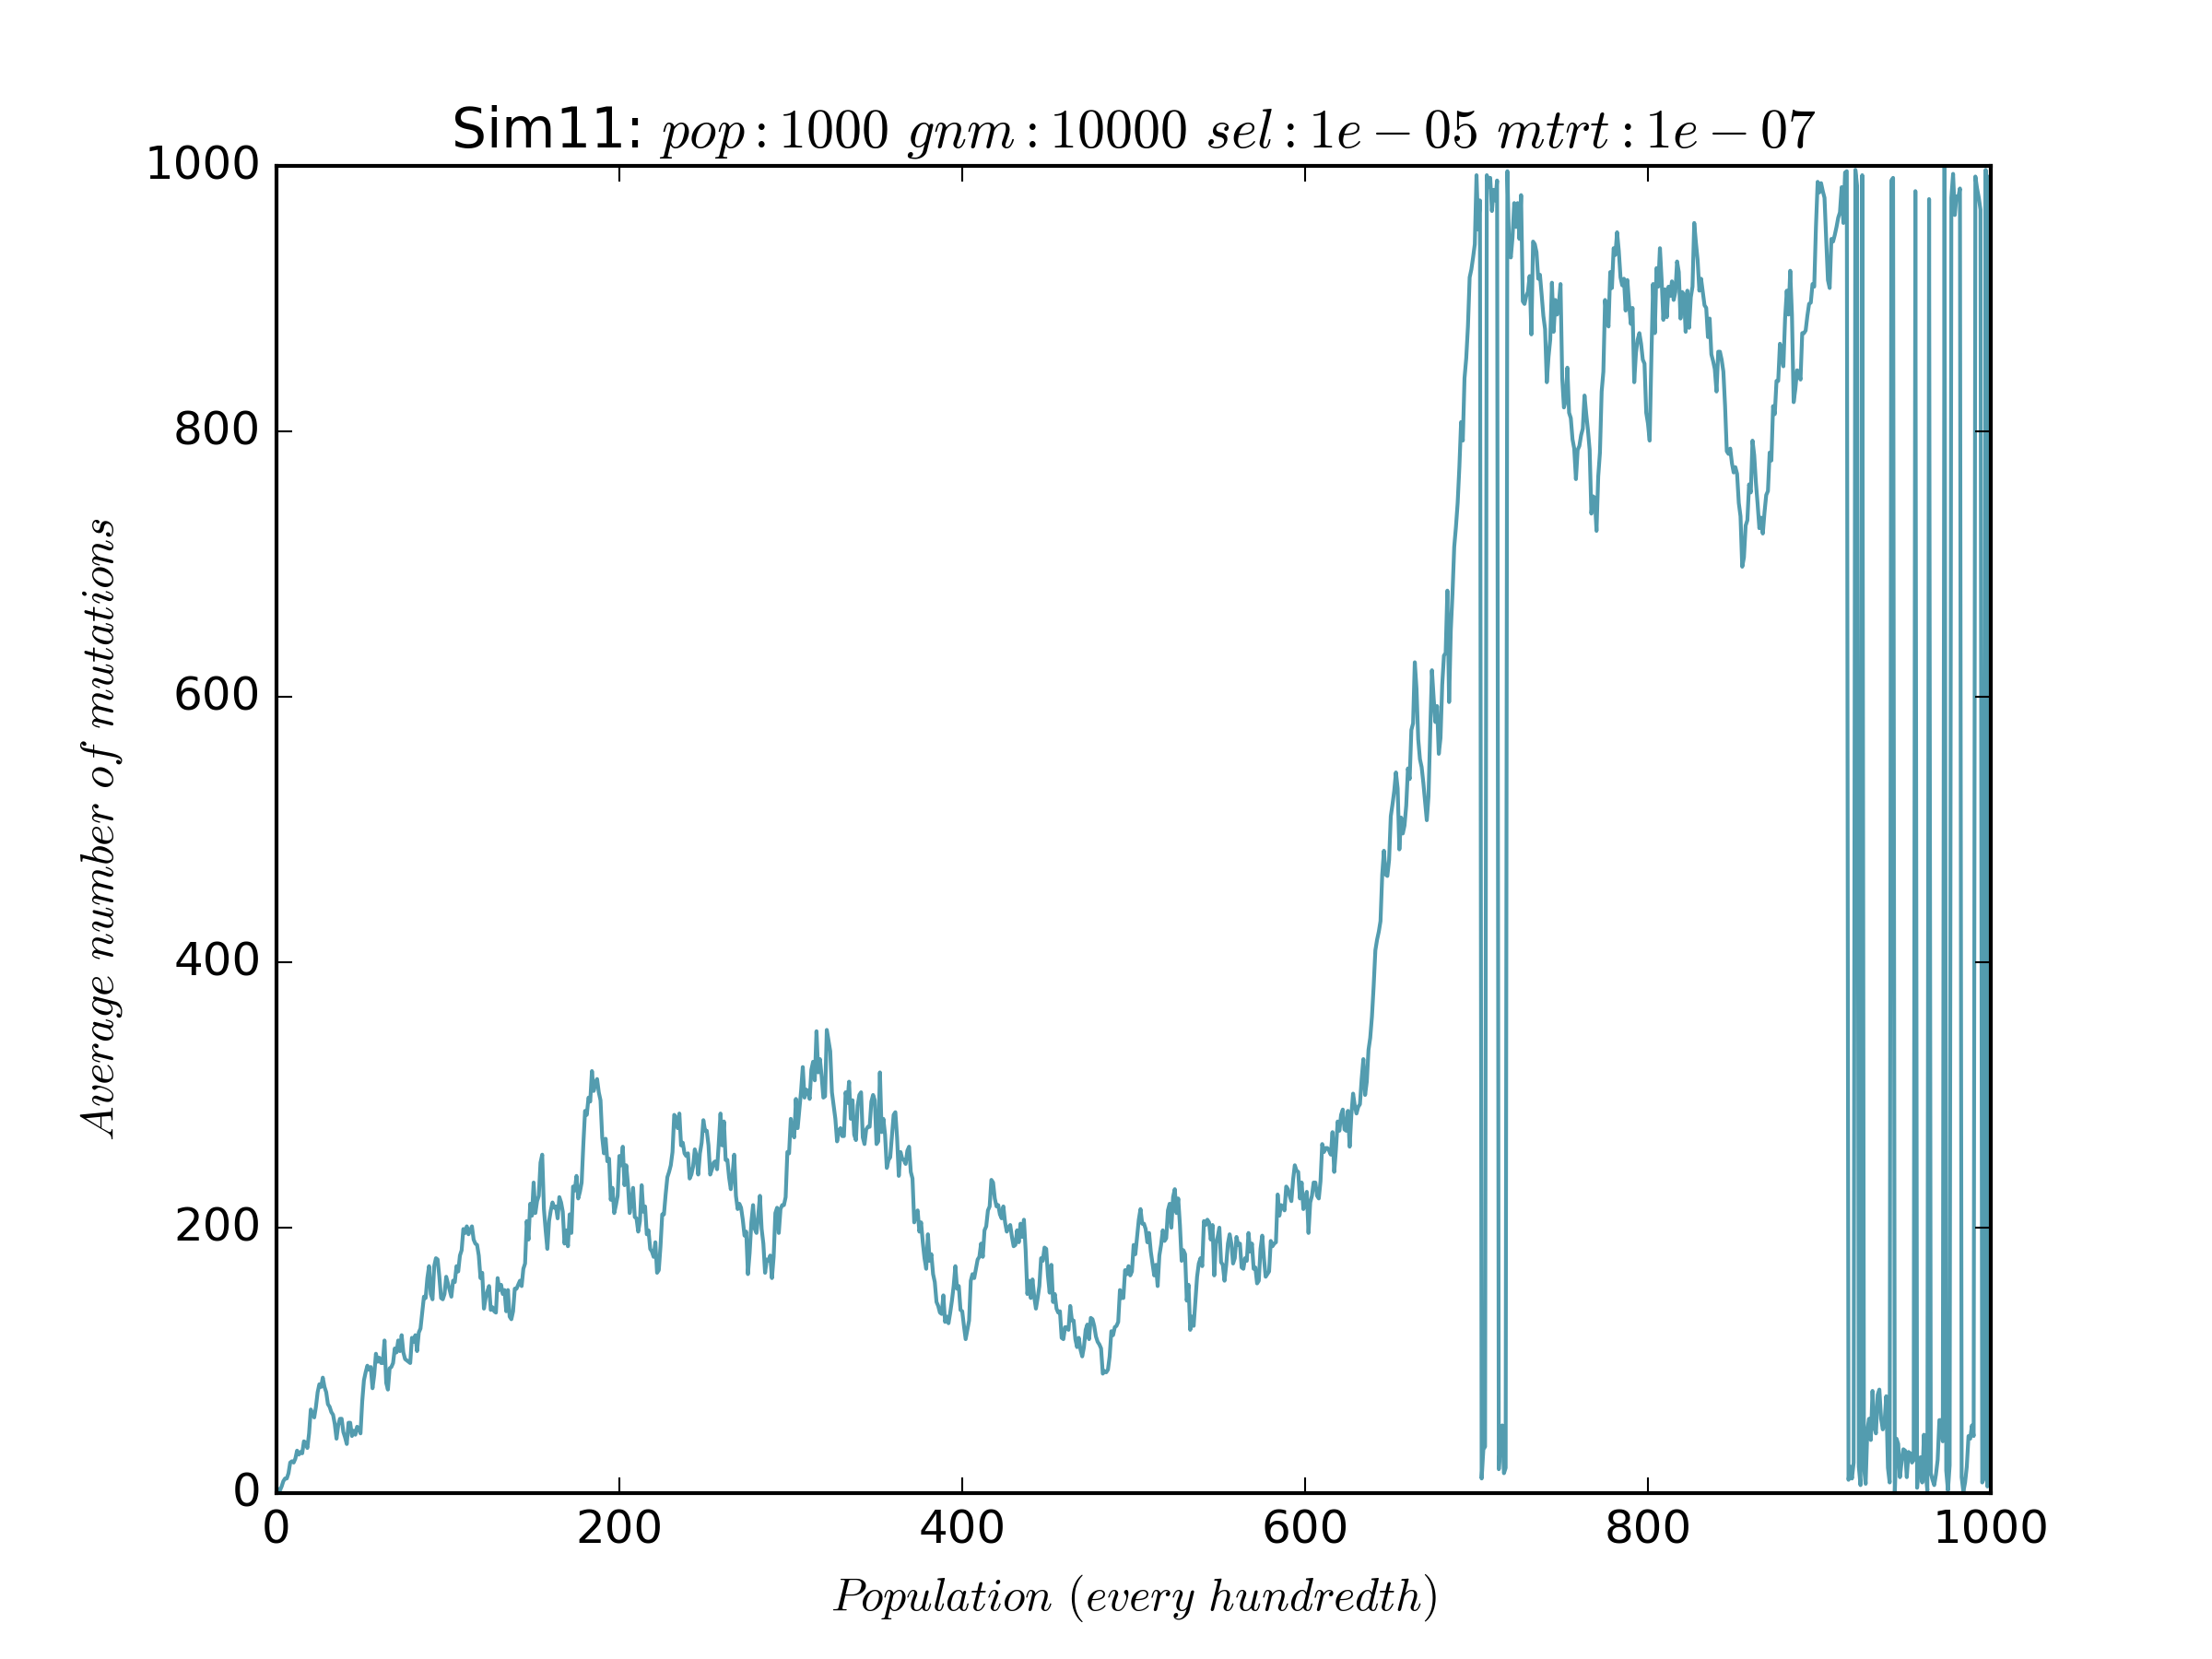 Sim11: pop : 1000 gnm : 10000 sel : 1e − 05 mtrt : 1e − 07
1000
800
600
400
200
0
Average number of mutations
0 200 400 600 800 1000
Population (every hundredth)